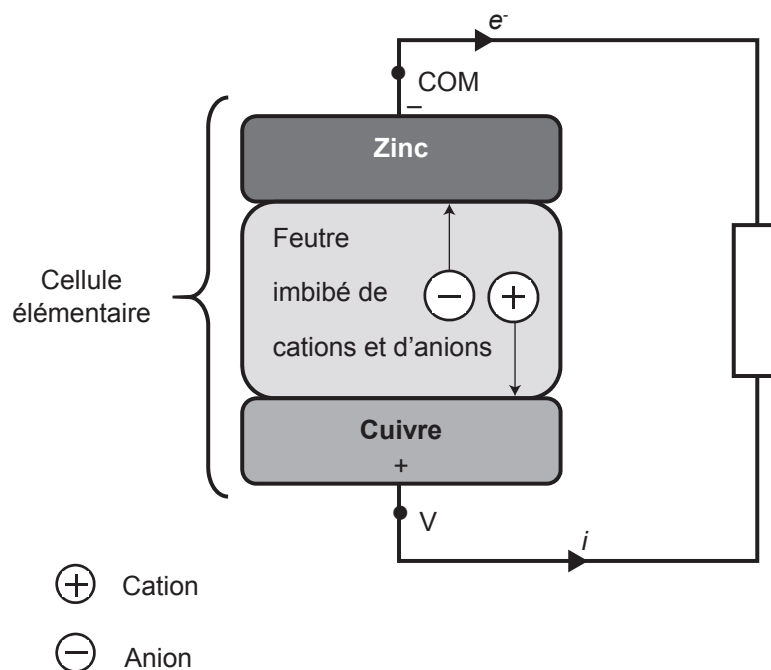 e-
COM
–
Zinc
Feutre
imbibé de
cations et d'anions
– +
Cellule
élémentaire
Cuivre
+
V
i
+ Cation
– Anion